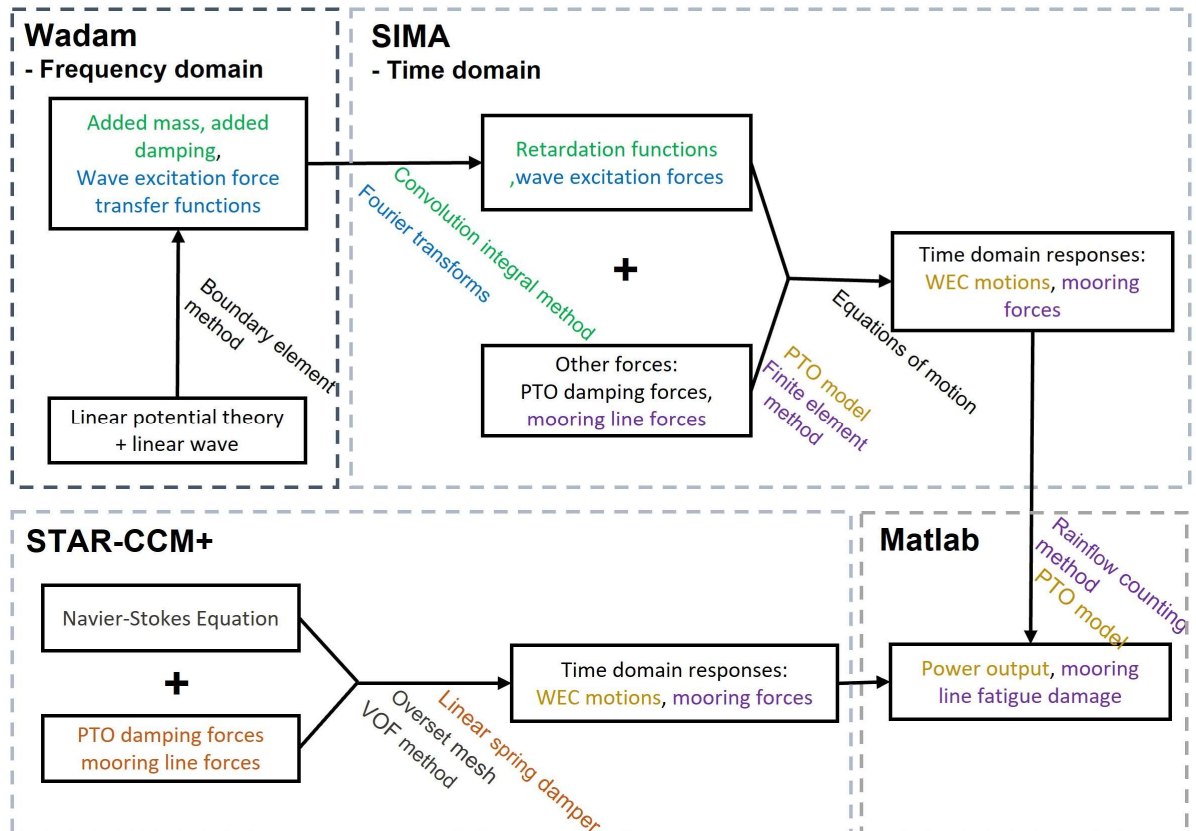 Wadam
- Frequency domain
Added mass, added
damping,
Wave excitation force
transfer functions
Boundary element
method
Linear potential theory
+ linear wave
SIMA
- Time domain
Convolution integral method
Fourier transforms
Retardation functions
,wave excitation forces
+
Other forces:
PTO damping forces,
mooring line forces
PTO model
Finite element
method
Equations of motion
Time domain responses:
WEC motions, mooring
forces
STAR-CCM+
Navier-Stokes Equation
+
PTO damping forces
mooring line forces
Linear spring damper
Overset mesh
VOF method
Time domain responses:
WEC motions, mooring forces
Matlab
Rainflow counting
method
PTO model
Power output, mooring
line fatigue damage